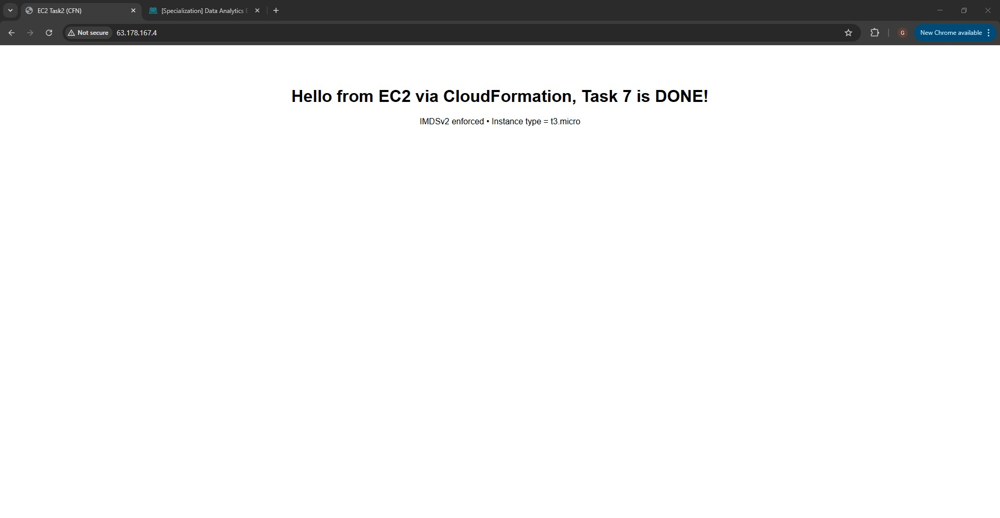 EC2 Task2 (CFN)
[Specialization] Data Analytics
Not secure
63.178.167.4
G
New Chrome available
Hello from EC2 via CloudFormation, Task 7 is DONE!
IMDSv2 enforced • Instance type = t3.micro